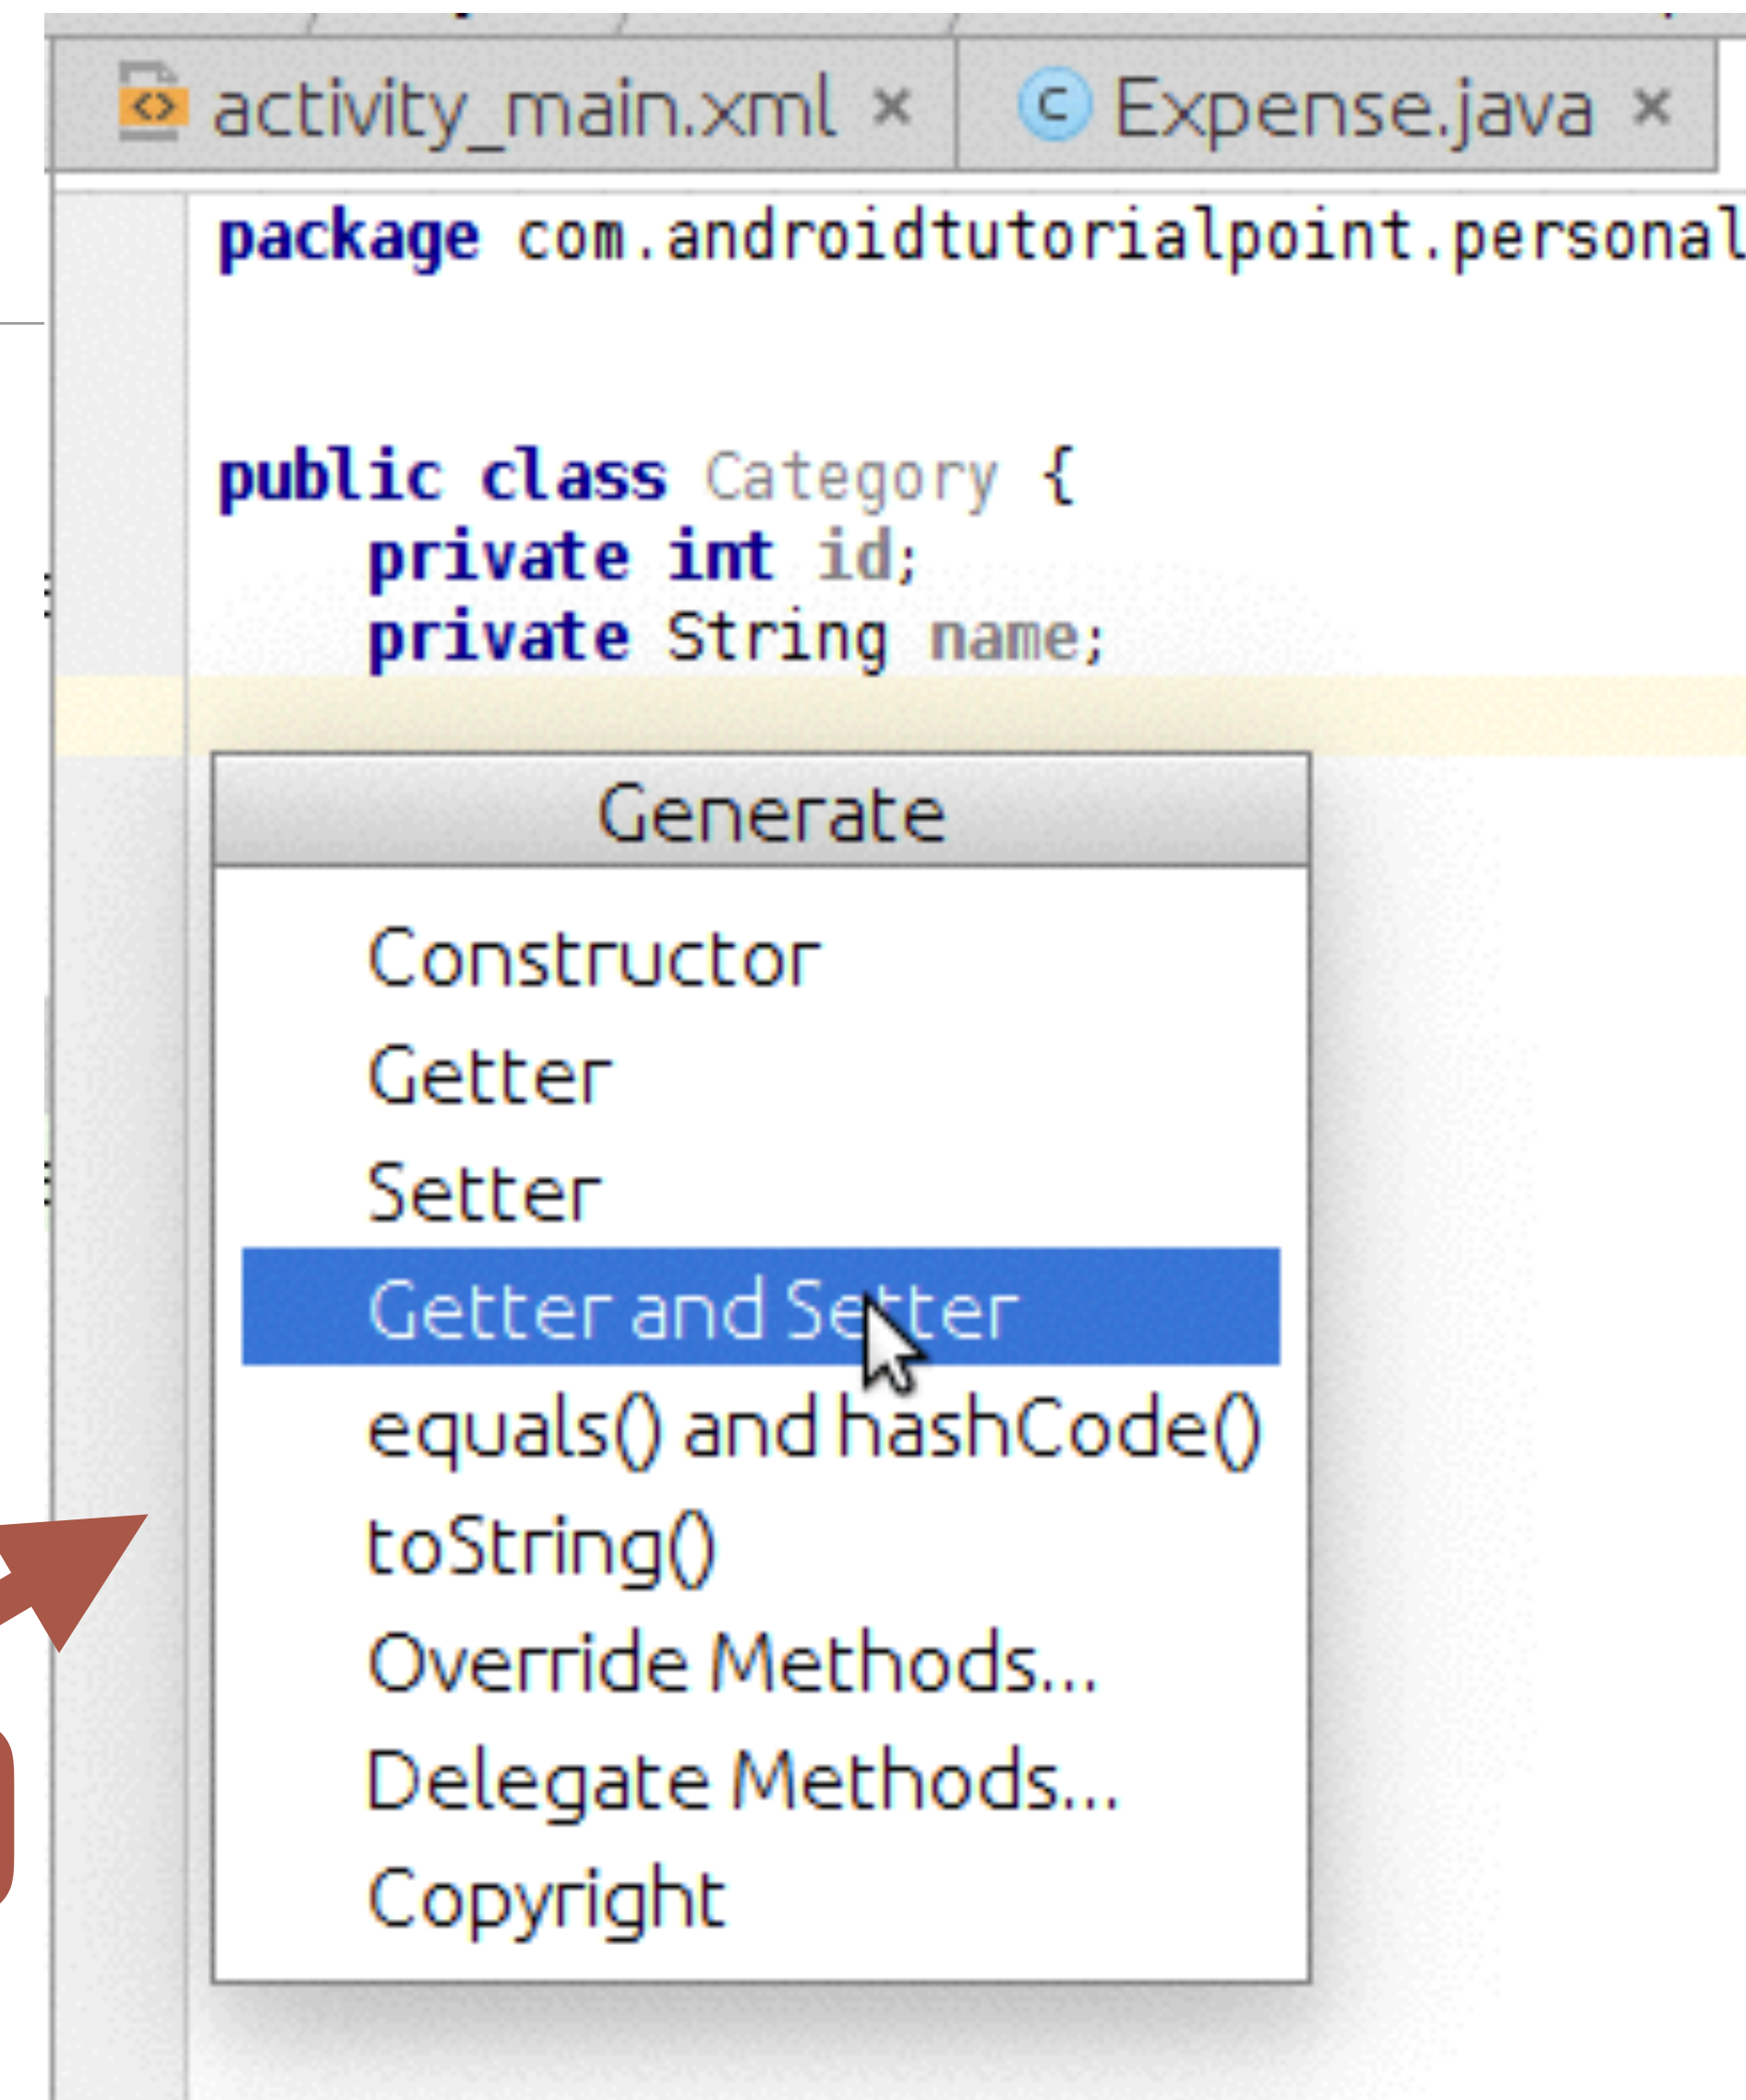 activity_main.xml × Expense.java ×
package com.androidtutorialpoint.personal
public class Category {
private int id;
private String name;
Generate
Constructor
Getter
Setter
Getter and Setter
equals() and hashCode()
toString()
Override Methods...
Delegate Methods...
Copyright